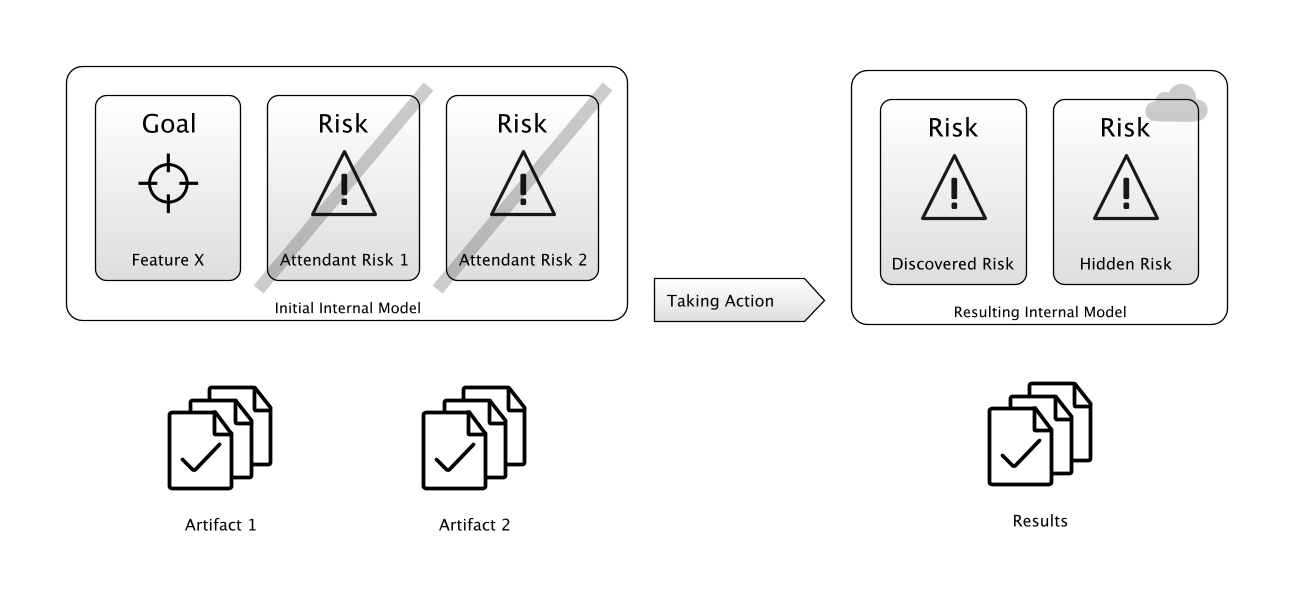 Goal
Risk
Risk
Feature X
Attendant Risk 1
Attendant Risk 2
Initial Internal Model
Taking Action
Risk
Risk
Discovered Risk
Hidden Risk
Resulting Internal Model
Artifact 1
Artifact 2
Results